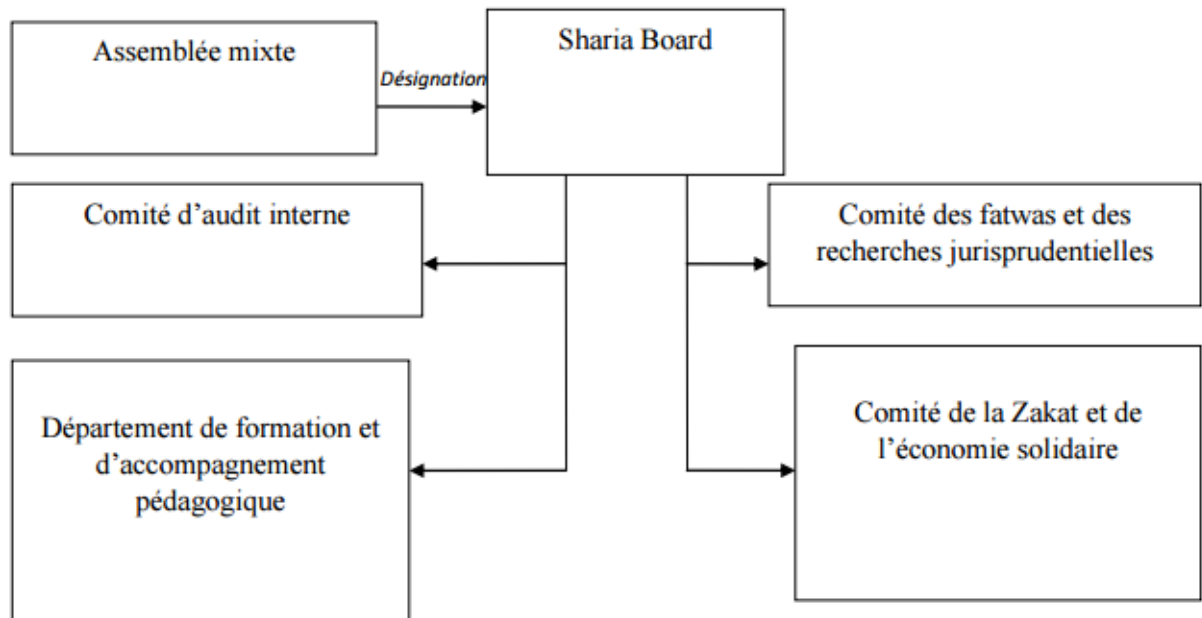 Assemblée mixte
Désignation
Sharia Board
Comité d’audit interne
Comité des fatwas et des
recherches jurisprudentielles
Département de formation et
d’accompagnement
pédagogique
Comité de la Zakat et de
l’économie solidaire